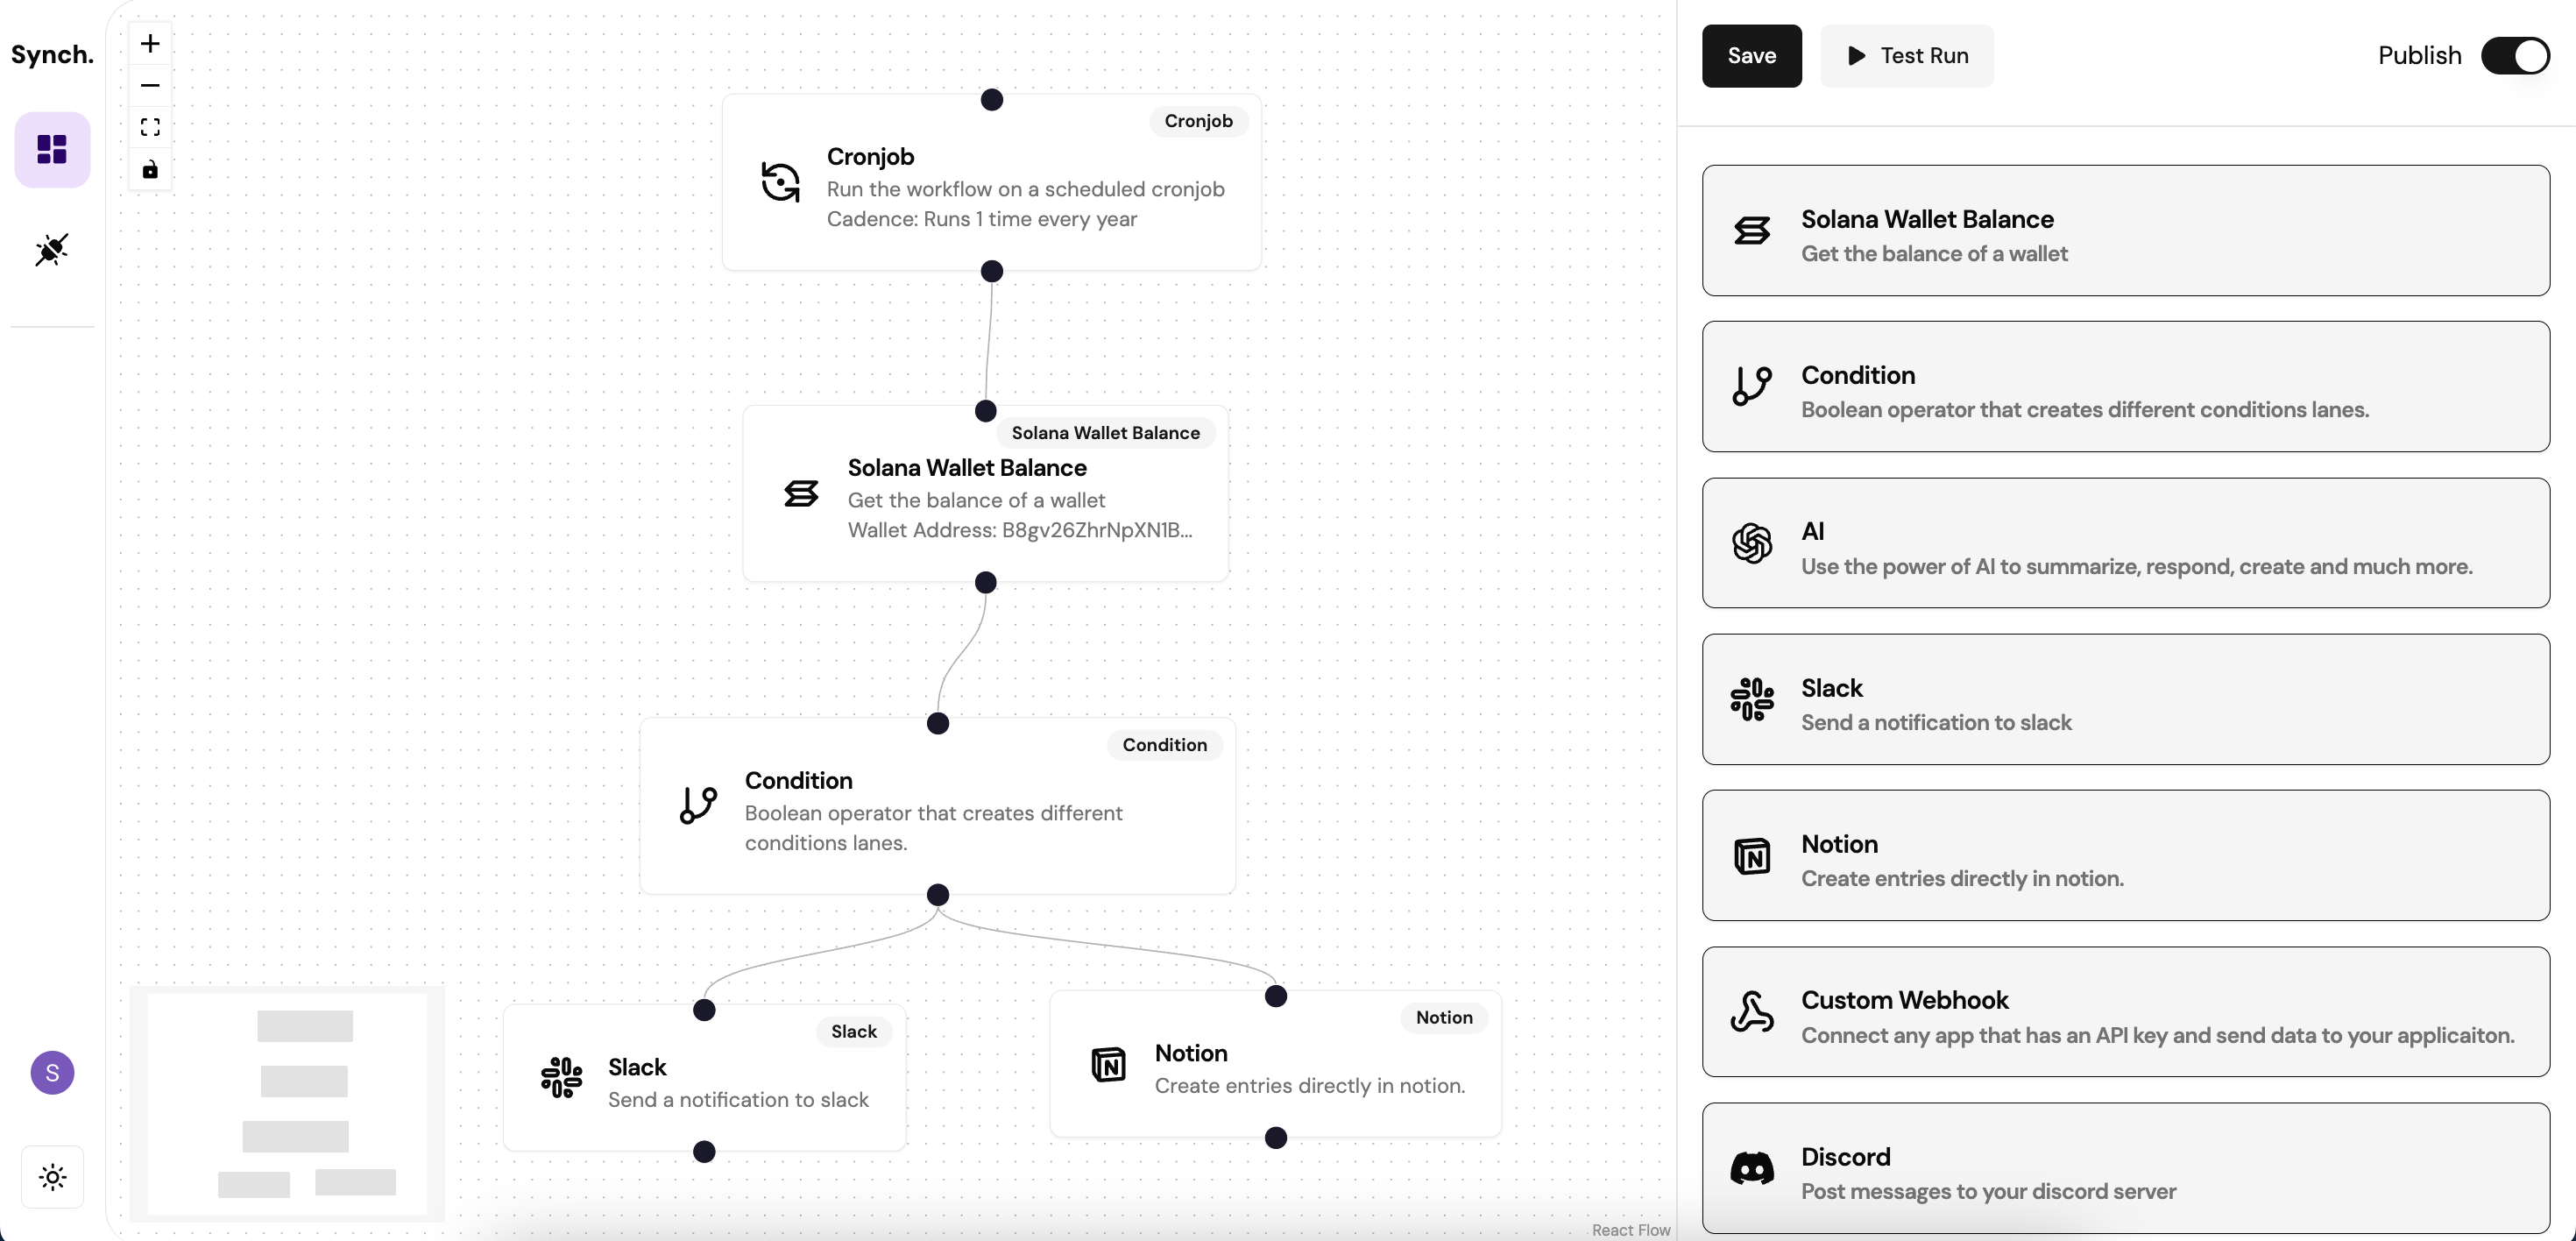 Synch.
Cronjob
Cronjob
Run the workflow on a scheduled cronjob
Cadence: Runs 1 time every year
Solana Wallet Balance
Solana Wallet Balance
Get the balance of a wallet
Wallet Address: B8gv26ZhrNpXN1B...
Condition
Condition
Boolean operator that creates different
conditions lanes.
Slack
Slack
Send a notification to slack
Notion
Notion
Create entries directly in notion.
S
React Flow
Save
Test Run
Publish
Solana Wallet Balance
Get the balance of a wallet
Condition
Boolean operator that creates different conditions lanes.
AI
Use the power of AI to summarize, respond, create and much more.
Slack
Send a notification to slack
Notion
Create entries directly in notion.
Custom Webhook
Connect any app that has an API key and send data to your applicaiton.
Discord
Post messages to your discord server